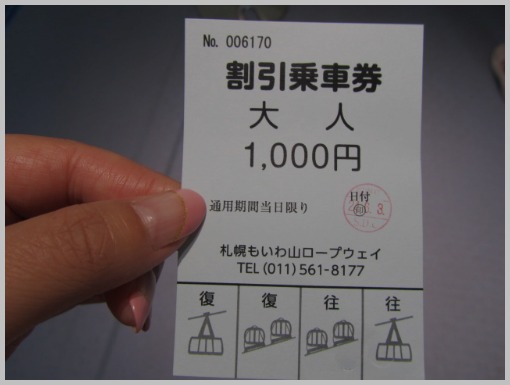 No. 006170
割引乗車券
大 人
1,000円
通用期間当日限り
日付
札幌もいわ山ロープウェイ
TEL(011)561-8177
復 復 往 往